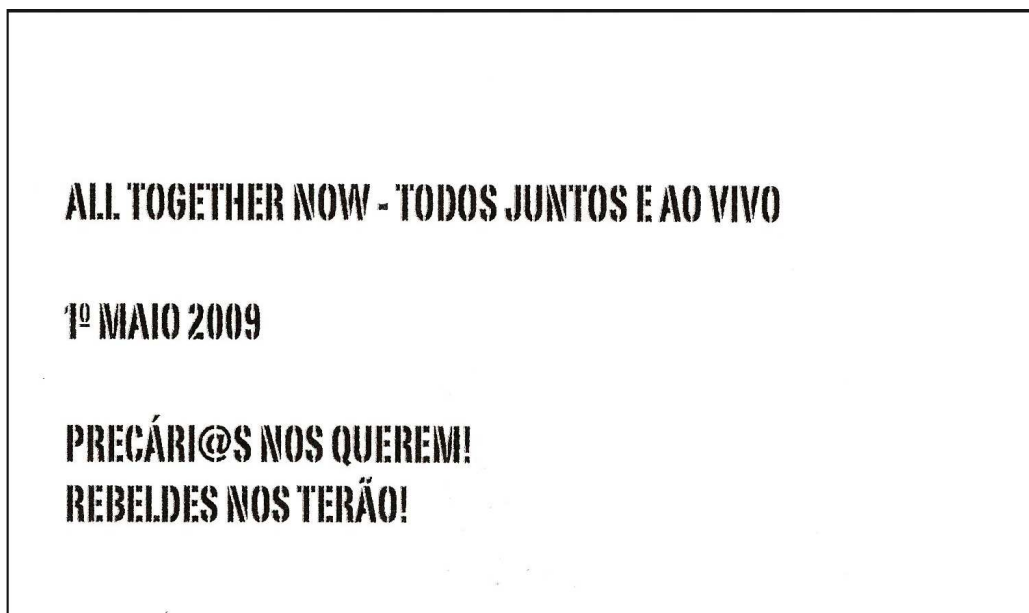 ALL TOGETHER NOW - TODOS JUNTOS E AO VIVO
1º MAIO 2009
PRECÁRI@S NOS QUEREM!
REBELDES NOS TERÃO!